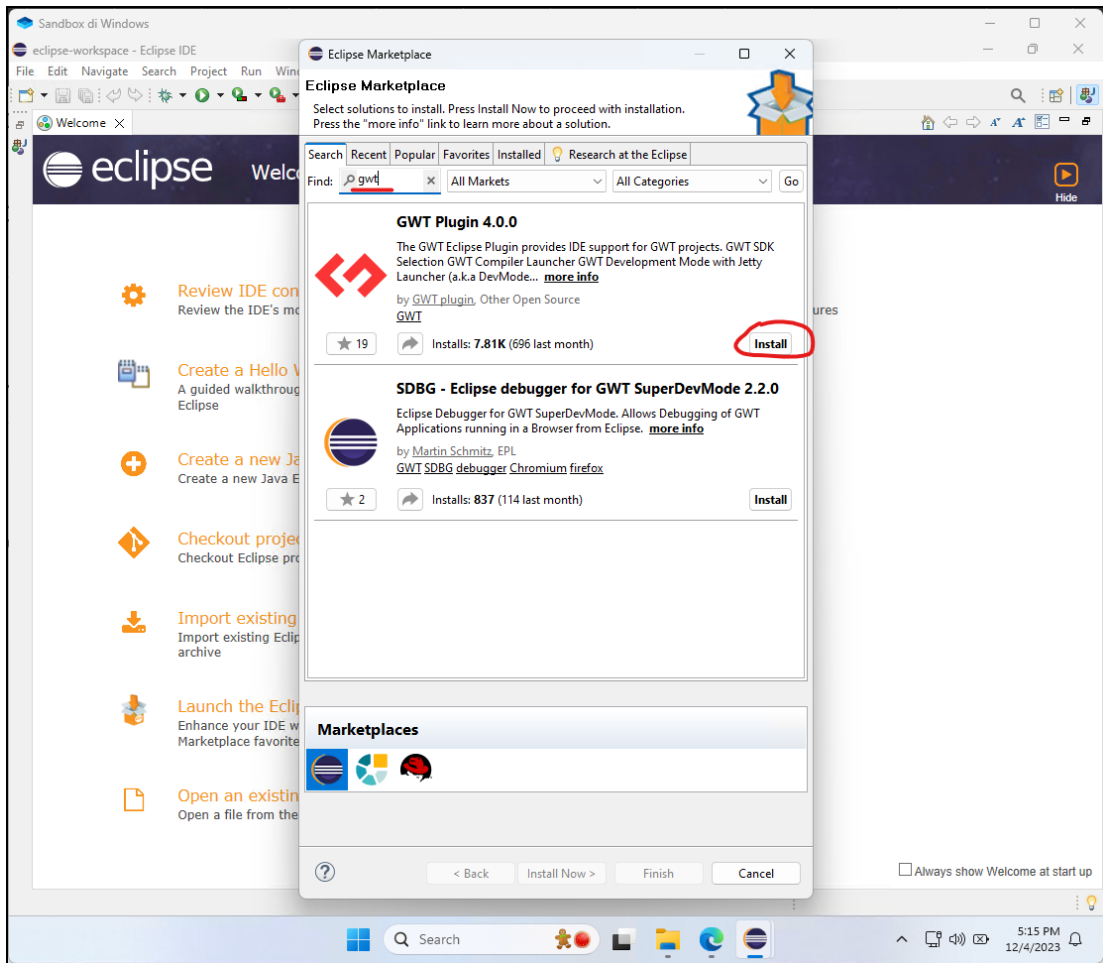 Sandbox di Windows
eclipse-workspace - Eclipse IDE
File Edit Navigate Search Project Run
Welcome
eclipse
Hide
Review IDE con
Review the IDE's mo
ures
Create a Hello
A guided walkthroug
Eclipse
Create a new Ja
Create a new Java E
Checkout proje
Checkout Eclipse pro
Import existing
Import existing Eclip
archive
Launch the Eclip
Enhance your IDE w
Marketplace favorite
Open an existin
Open a file from the
Always show Welcome at start up
Eclipse Marketplace
Eclipse Marketplace
Select solutions to install. Press Install Now to proceed with installation.
Press the "more info" link to learn more about a solution.
Search Recent Popular Favorites Installed Research at the Eclipse
Find: gwt All Markets All Categories Go
GWT Plugin 4.0.0
The GWT Eclipse Plugin provides IDE support for GWT projects. GWT SDK
Selection GWT Compiler Launcher GWT Development Mode with Jetty
Launcher (a.k.a DevMode... more info
by GWT plugin, Other Open Source
GWT
19 Installs: 7.81K (696 last month) Install
SDBG - Eclipse debugger for GWT SuperDevMode 2.2.0
Eclipse Debugger for GWT SuperDevMode. Allows Debugging of GWT
Applications running in a Browser from Eclipse. more info
by Martin Schmitz, EPL
GWT SDBG debugger Chromium firefox
2 Installs: 837 (114 last month) Install
Marketplaces
< Back Install Now > Finish Cancel
Search
5:15 PM
12/4/2023